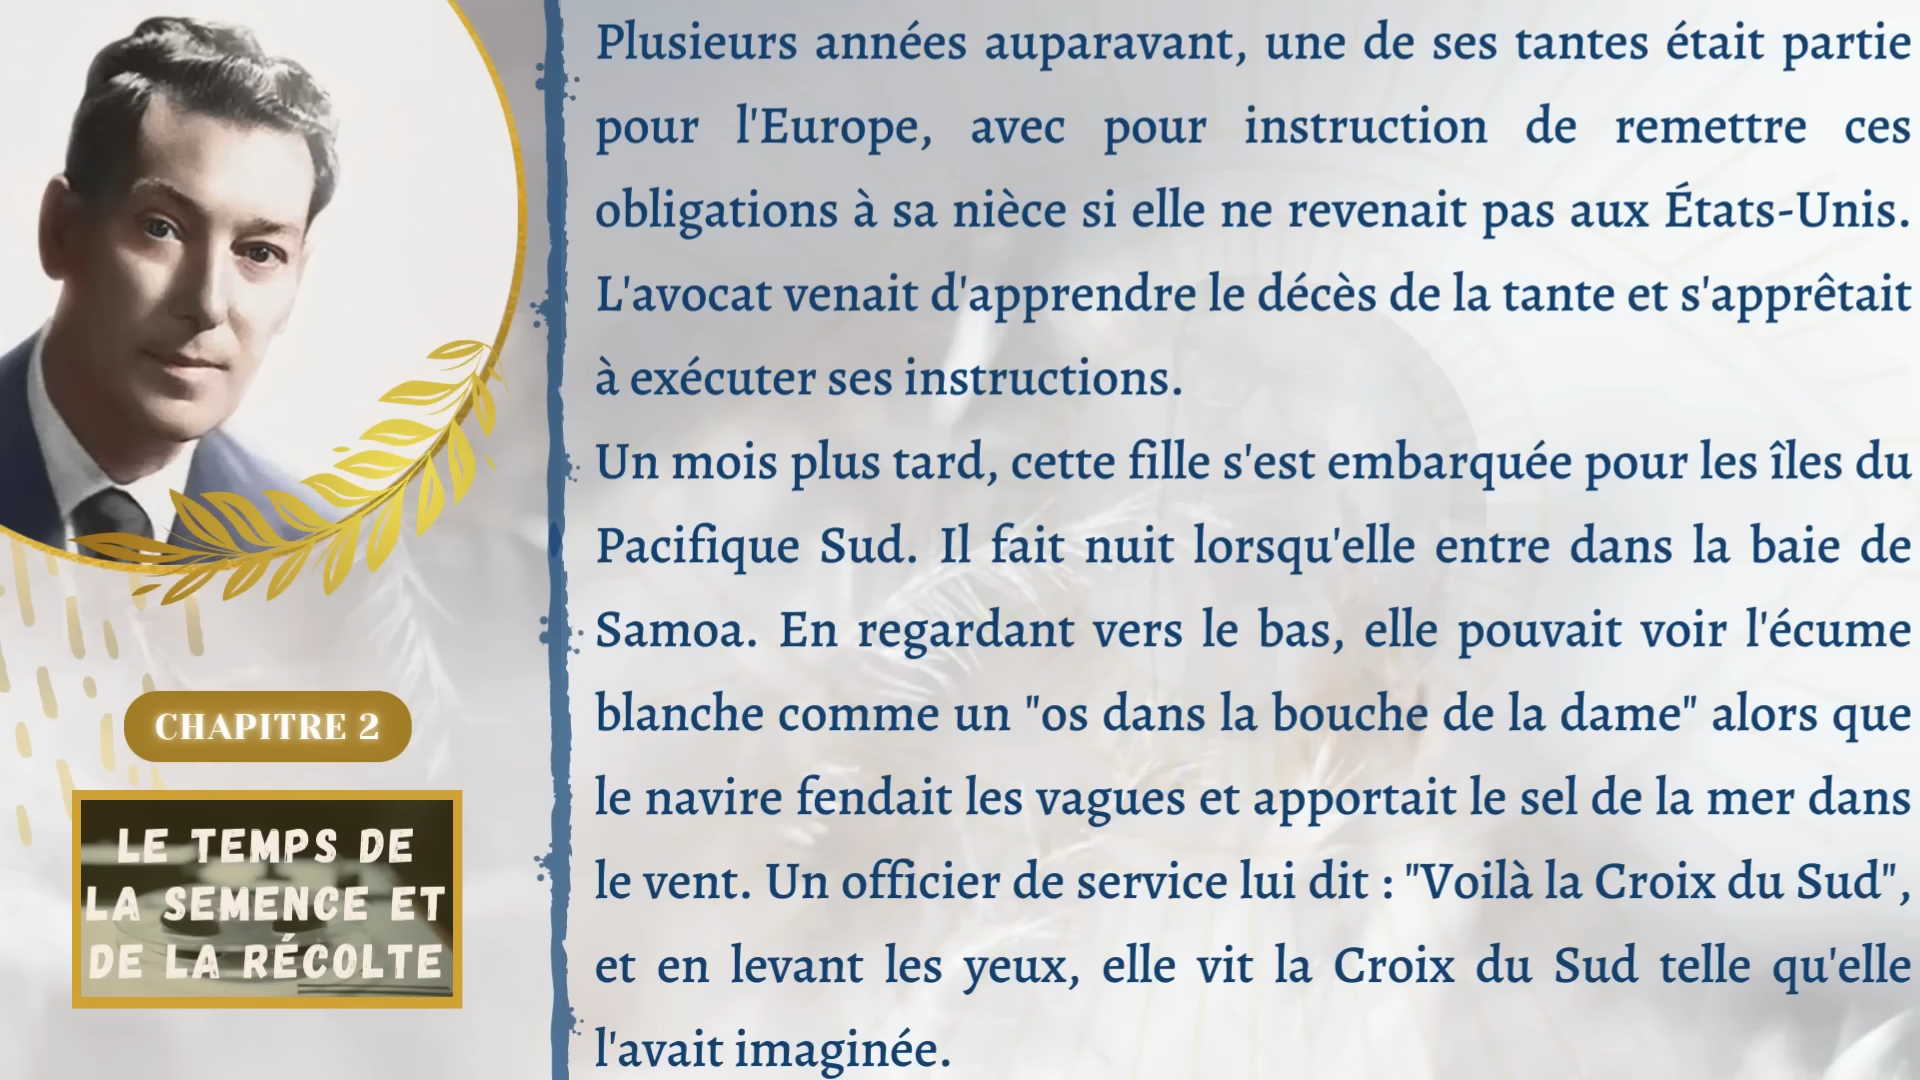 Plusieurs années auparavant, une de ses tantes était partie
pour l'Europe, avec pour instruction de remettre ces
obligations à sa nièce si elle ne revenait pas aux États-Unis.
L'avocat venait d'apprendre le décès de la tante et s'apprêtait
à exécuter ses instructions.
Un mois plus tard, cette fille s'est embarquée pour les îles du
Pacifique Sud. Il fait nuit lorsqu'elle entre dans la baie de
Samoa. En regardant vers le bas, elle pouvait voir l'écume
blanche comme un "os dans la bouche de la dame" alors que
le navire fendait les vagues et apportait le sel de la mer dans
le vent. Un officier de service lui dit : "Voilà la Croix du Sud",
et en levant les yeux, elle vit la Croix du Sud telle qu'elle
l'avait imaginée.
CHAPITRE 2
LE TEMPS DE
LA SEMENCE ET
DE LA RÉCOLTE